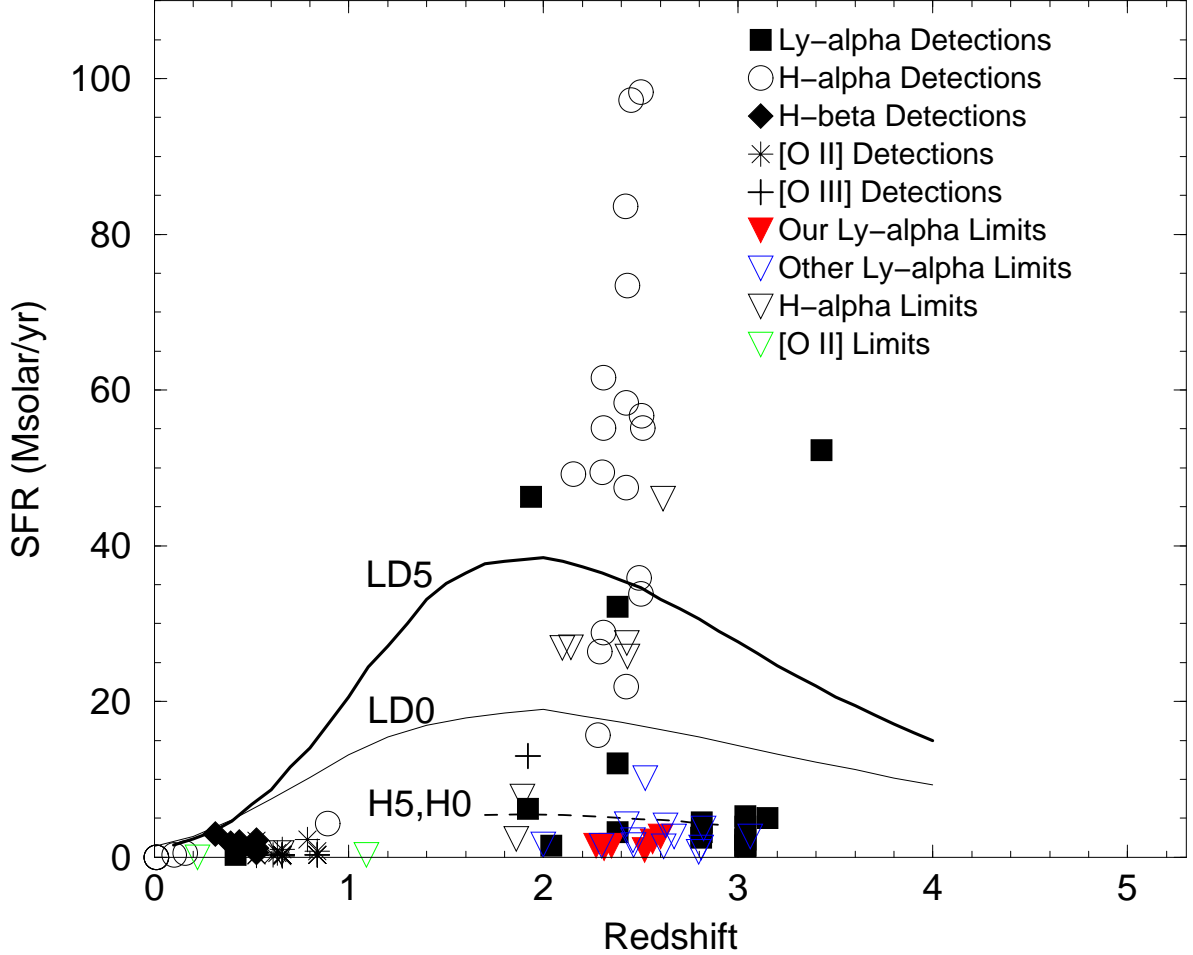 Ly−alpha Detections
H−alpha Detections
H−beta Detections
[O II] Detections
[O III] Detections
Our Ly−alpha Limits
Other Ly−alpha Limits
H−alpha Limits
[O II] Limits
100
80
60
40
20
0
SFR (Msolar/yr)
LD5
LD0
H5,H0
0 1 2 3 4 5
Redshift